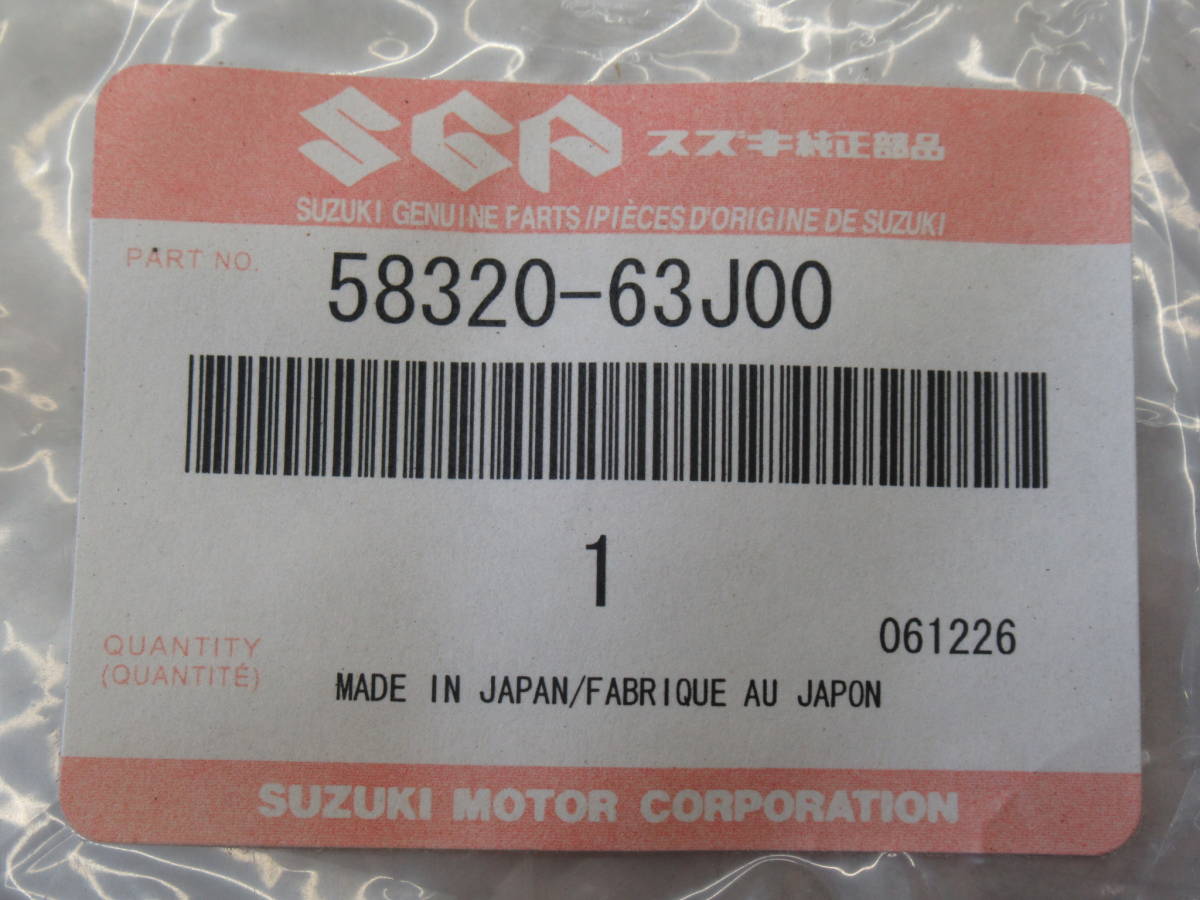 SGP スズキ純正部品
SUZUKI GENUINE PARTS/PIÈCES D'ORIGINE DE SUZUKI
PART NO. 58320-63J00
1
061226
QUANTITY
(QUANTITÉ)
MADE IN JAPAN/FABRIQUE AU JAPON
SUZUKI MOTOR CORPORATION